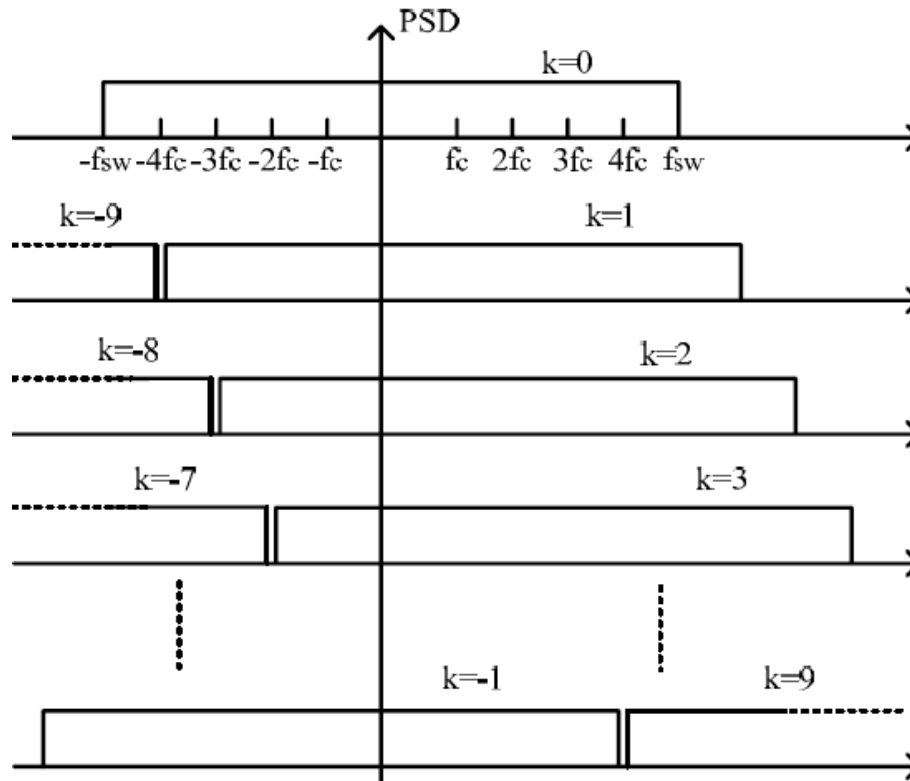 PSD
k=0
-fsw -4fc -3fc -2fc -fc fc 2fc 3fc 4fc fsw
k=-9 k=1
k=-8 k=2
k=-7 k=3
k=-1 k=9